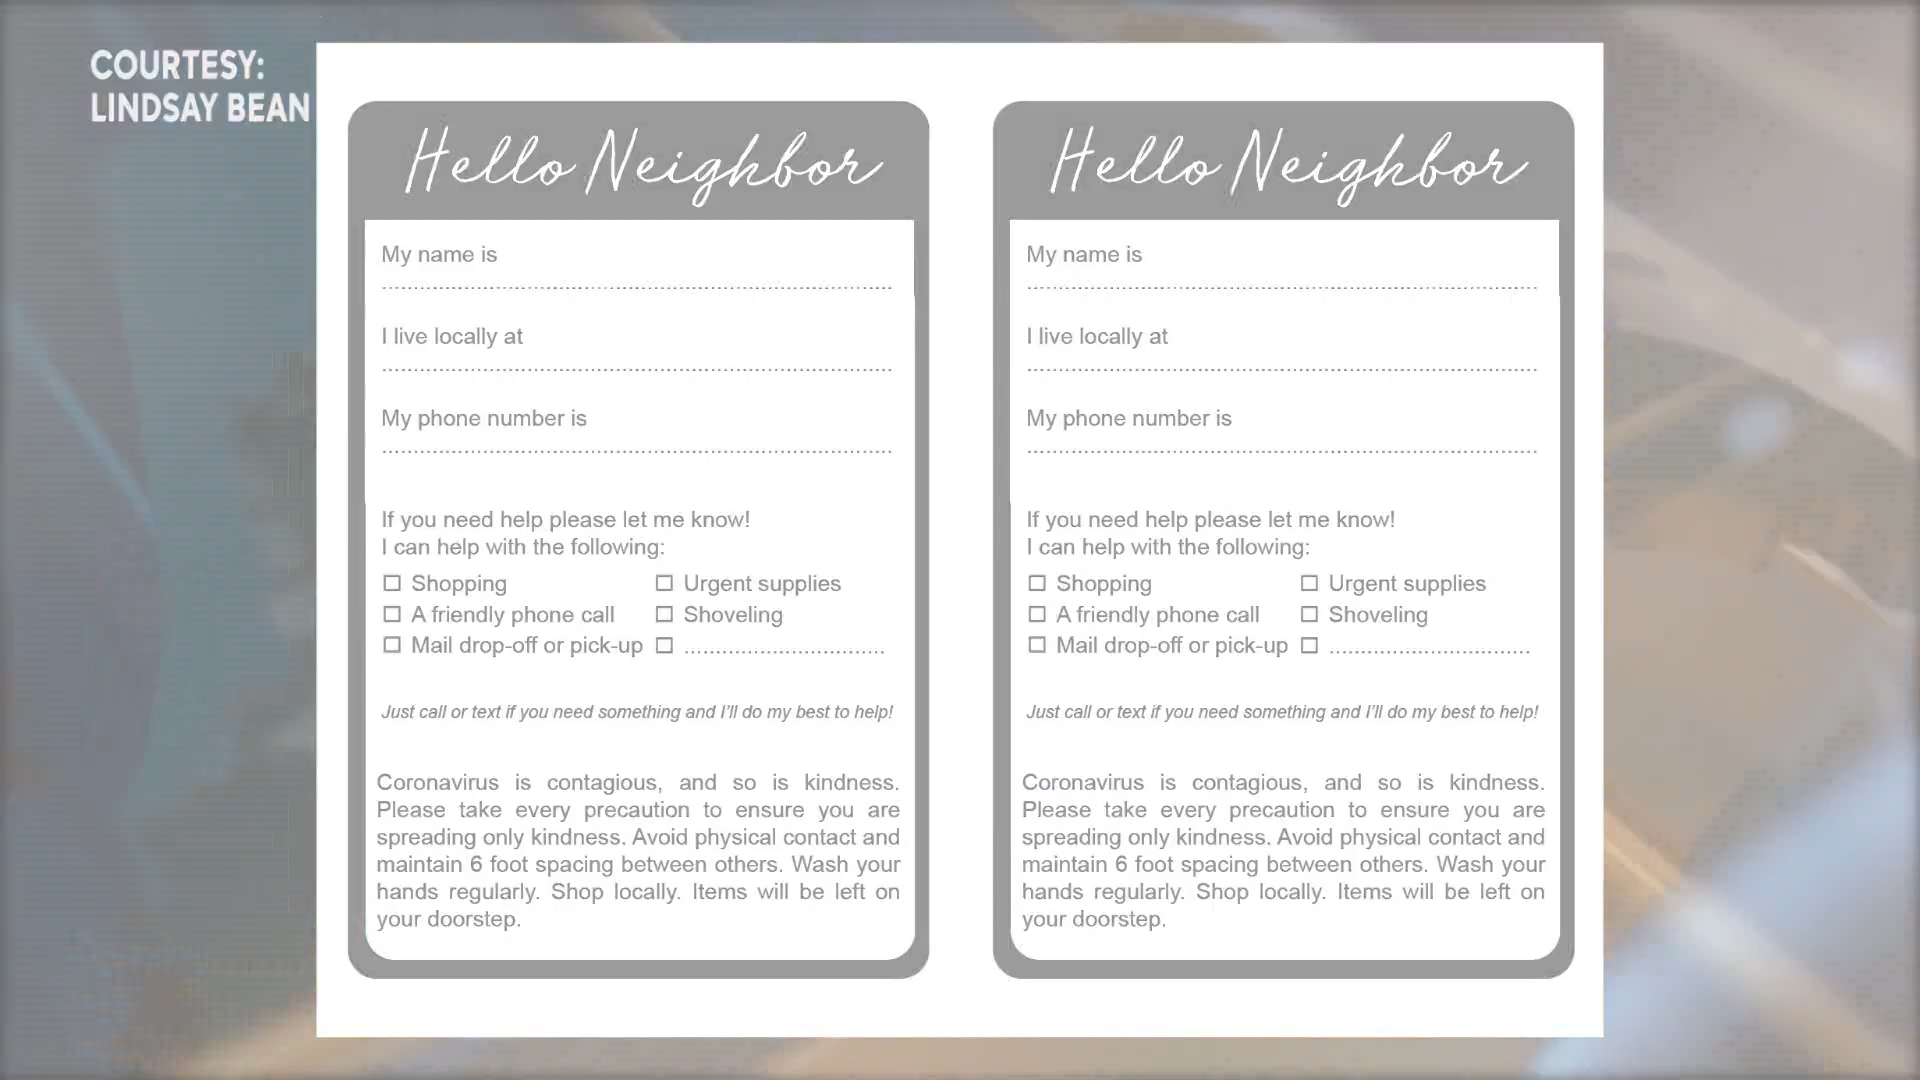 COURTESY:
LINDSAY BEAN
Hello Neighbor
My name is
I live locally at
My phone number is
If you need help please let me know!
I can help with the following:
☐ Shopping ☐ Urgent supplies
☐ A friendly phone call ☐ Shoveling
☐ Mail drop-off or pick-up ☐
Just call or text if you need something and I'll do my best to help!
Coronavirus is contagious, and so is kindness.
Please take every precaution to ensure you are
spreading only kindness. Avoid physical contact and
maintain 6 foot spacing between others. Wash your
hands regularly. Shop locally. Items will be left on
your doorstep.
Hello Neighbor
My name is
I live locally at
My phone number is
If you need help please let me know!
I can help with the following:
☐ Shopping ☐ Urgent supplies
☐ A friendly phone call ☐ Shoveling
☐ Mail drop-off or pick-up ☐
Just call or text if you need something and I'll do my best to help!
Coronavirus is contagious, and so is kindness.
Please take every precaution to ensure you are
spreading only kindness. Avoid physical contact and
maintain 6 foot spacing between others. Wash your
hands regularly. Shop locally. Items will be left on
your doorstep.